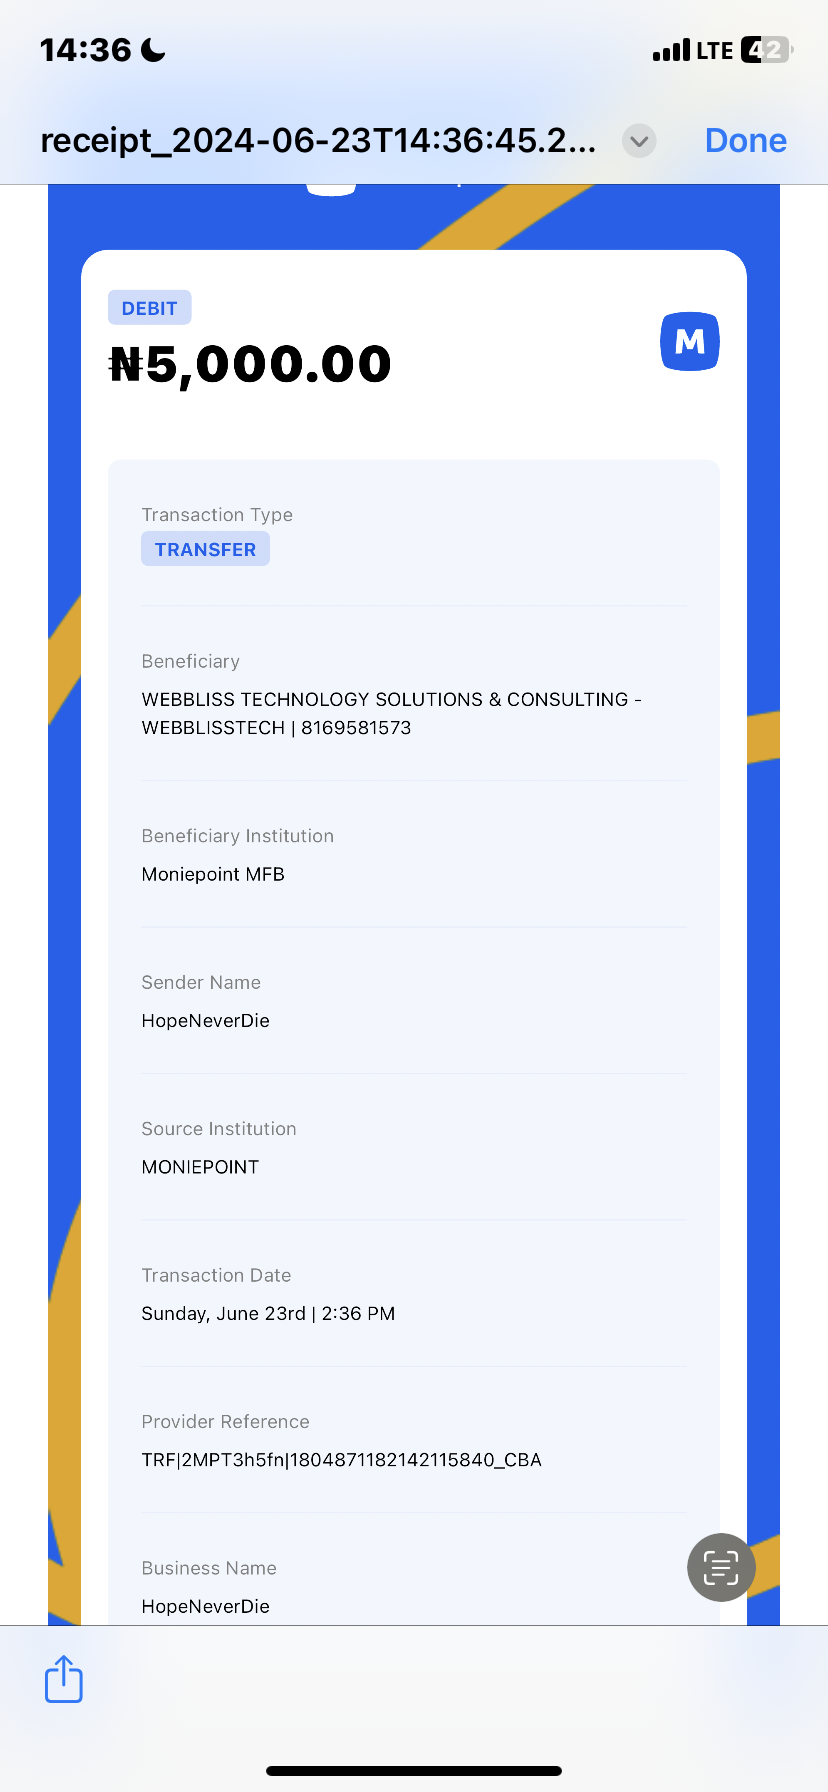 14:36
LTE 42
receipt_2024-06-23T14:36:45.2...
Done
DEBIT
₦5,000.00
M
Transaction Type
TRANSFER
Beneficiary
WEBBLISS TECHNOLOGY SOLUTIONS & CONSULTING -
WEBBLISSTECH | 8169581573
Beneficiary Institution
Moniepoint MFB
Sender Name
HopeNeverDie
Source Institution
MONIEPOINT
Transaction Date
Sunday, June 23rd | 2:36 PM
Provider Reference
TRF|2MPT3h5fn|1804871182142115840_CBA
Business Name
HopeNeverDie